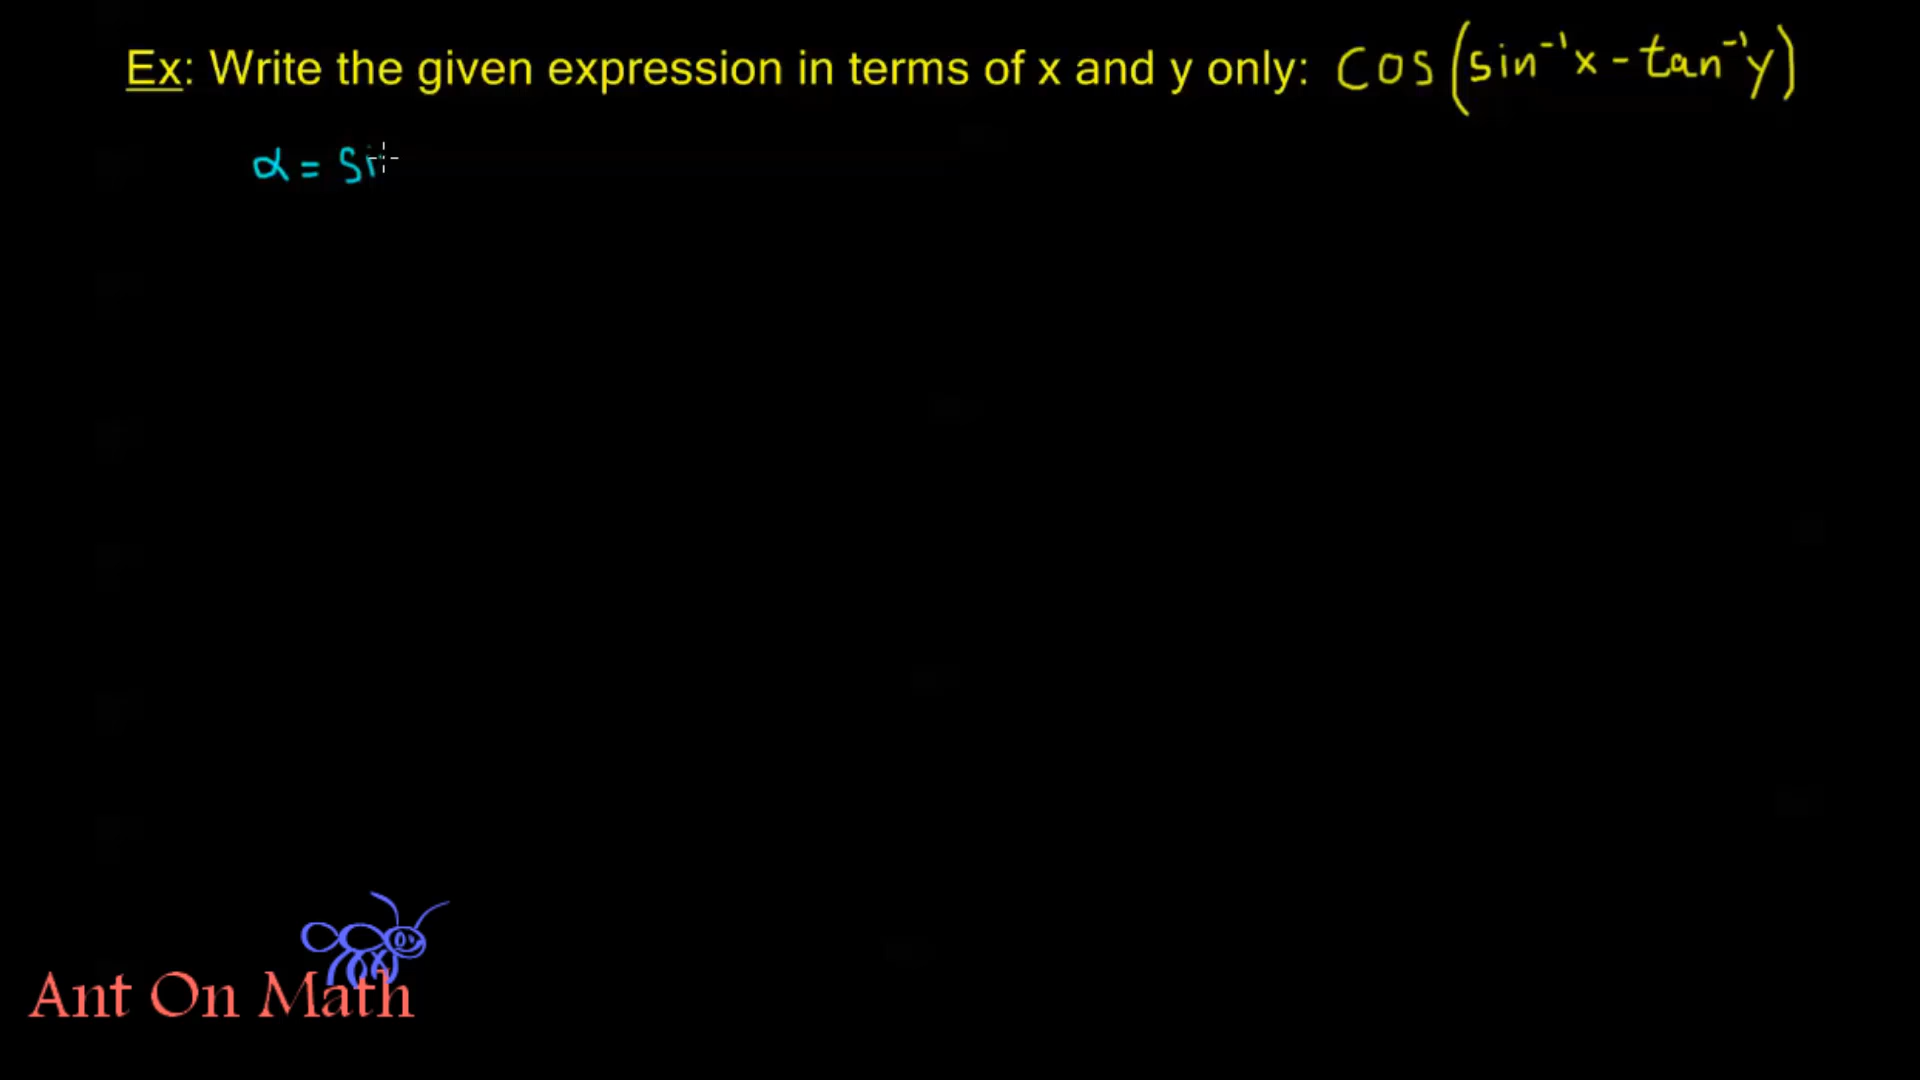 Ex: Write the given expression in terms of x and y only: cos(sin⁻¹x - tan⁻¹y)
α = Si
Ant On Math